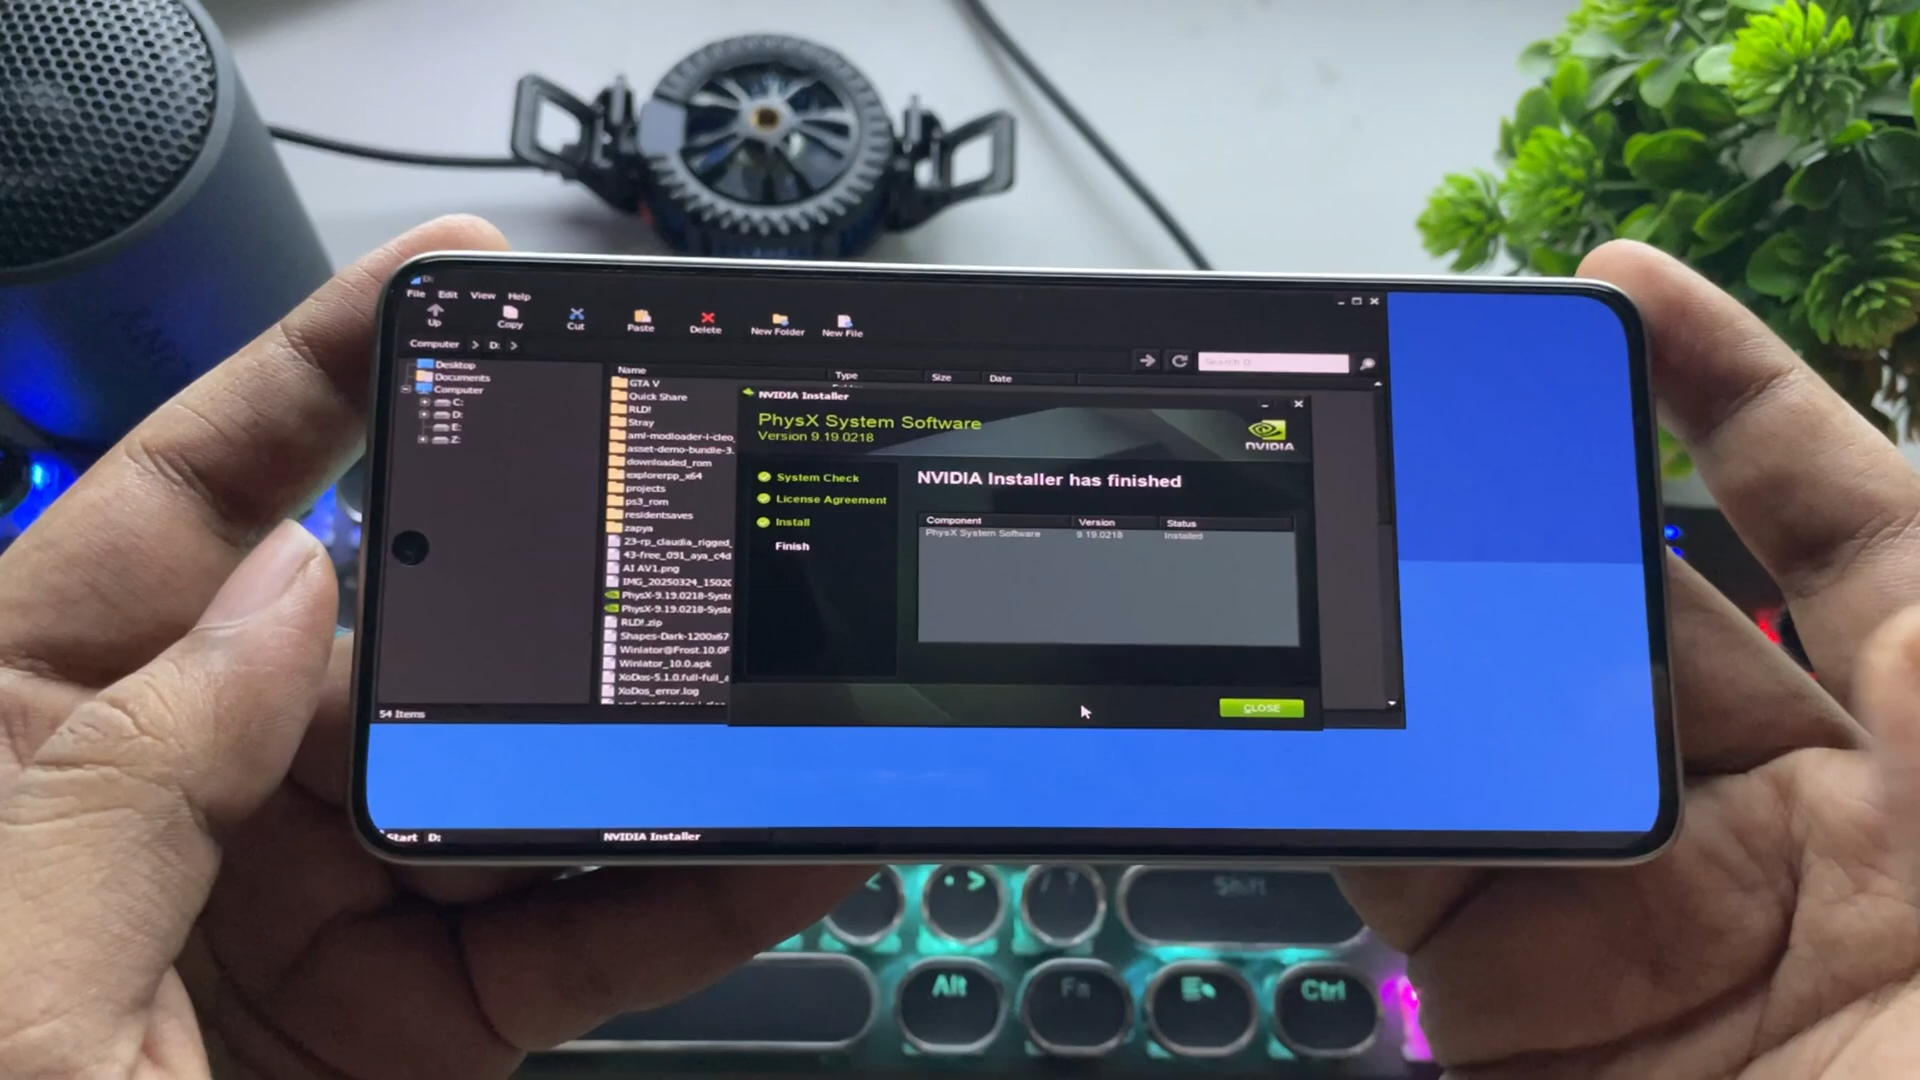 D:
File Edit View Help
Up Copy Cut Paste Delete New Folder New File
Computer > D: >
Search D:
Desktop
Documents
Computer
C:
D:
E:
Z:
Name Type Size Date
GTA V
Quick Share
RLD!
Stray
aml-modloader-i-cleo_
asset-demo-bundle-3.
downloaded_rom
explorerpp_x64
projects
ps3_rom
residentsaves
zapya
23-rp_claudia_rigged_
43-free_091_aya_c4d
AI AV1.png
IMG_20250324_1502
PhysX-9.19.0218-Syst
PhysX-9.19.0218-Syst
RLD!.zip
Shapes-Dark-1200x67
Winlator@Frost.10.0F
Winlator_10.0.apk
XoDos-5.1.0.full-full_
XoDos_error.log
54 Items
NVIDIA Installer
PhysX System Software
Version 9.19.0218
NVIDIA
System Check
License Agreement
Install
Finish
NVIDIA Installer has finished
Component Version Status
PhysX System Software 9.19.0218 Installed
CLOSE
Start D: NVIDIA Installer
< . > / ? Shift
Alt Fn Ctrl